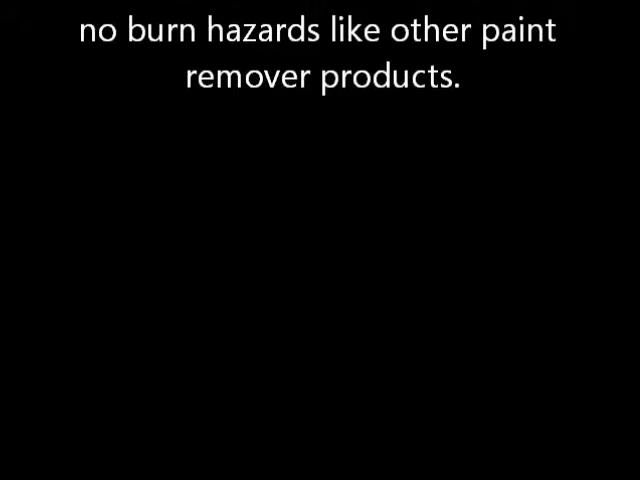 no burn hazards like other paint
remover products.